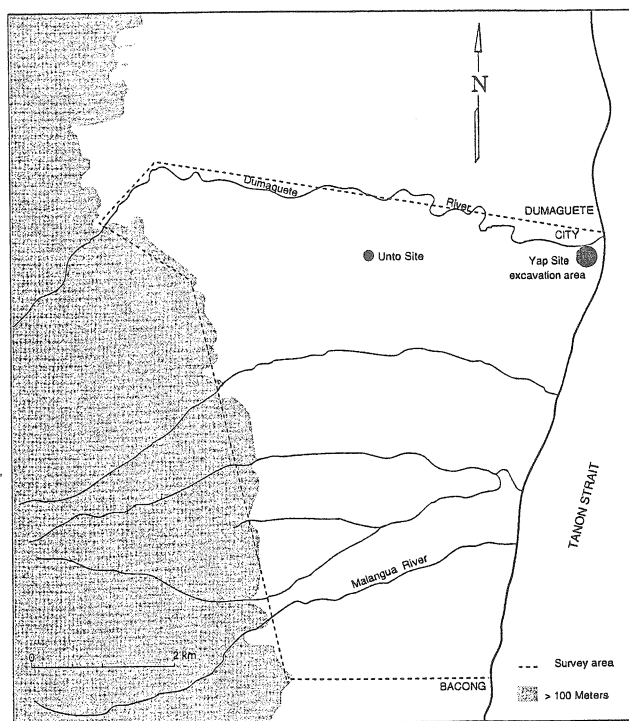 N
Dumaguete
River
DUMAGUETE
CITY
Unto Site
Yap Site
excavation area
TANON STRAIT
Malangua River
0 2 km
Survey area
BACONG
> 100 Meters